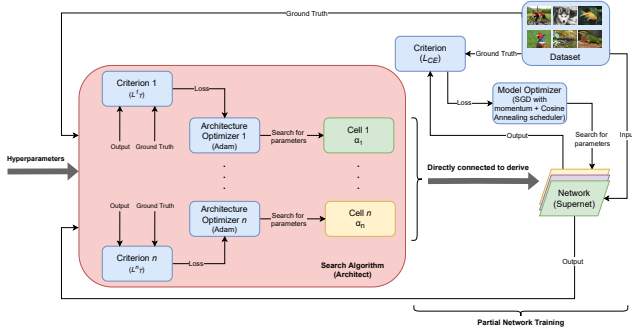 Ground Truth
Dataset
Criterion
(L_CE)
Ground Truth
Loss
Model Optimizer
(SGD with
momentum + Cosine
Annealing scheduler)
Output
Search for
parameters
Input
Criterion 1
(L^1_T)
Loss
Output
Ground Truth
Architecture
Optimizer 1
(Adam)
Search for
parameters
Cell 1
α1
Hyperparameters
Directly connected to derive
Network
(Supernet)
Output
Ground Truth
Architecture
Optimizer n
(Adam)
Search for
parameters
Cell n
αn
Criterion n
(L^n_T)
Loss
Search Algorithm
(Architect)
Output
Partial Network Training